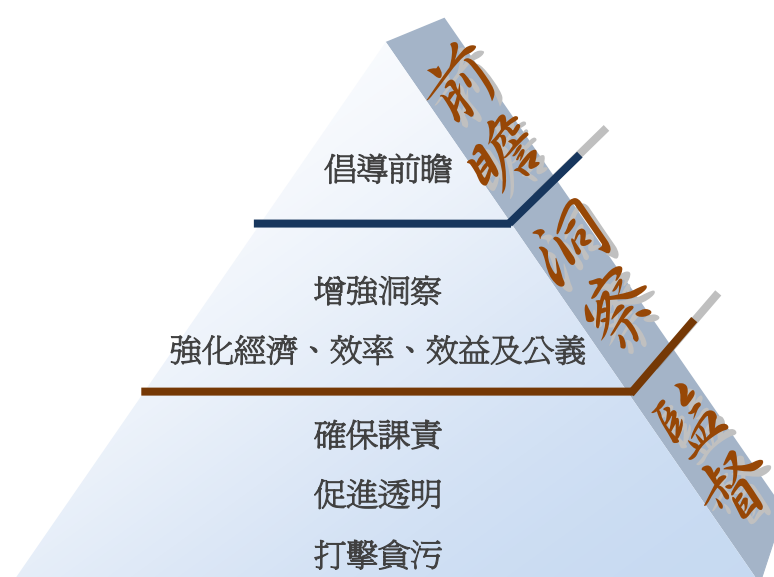 前瞻
倡導前瞻
洞察
增強洞察
強化經濟、效率、效益及公義
監督
確保課責
促進透明
打擊貪污